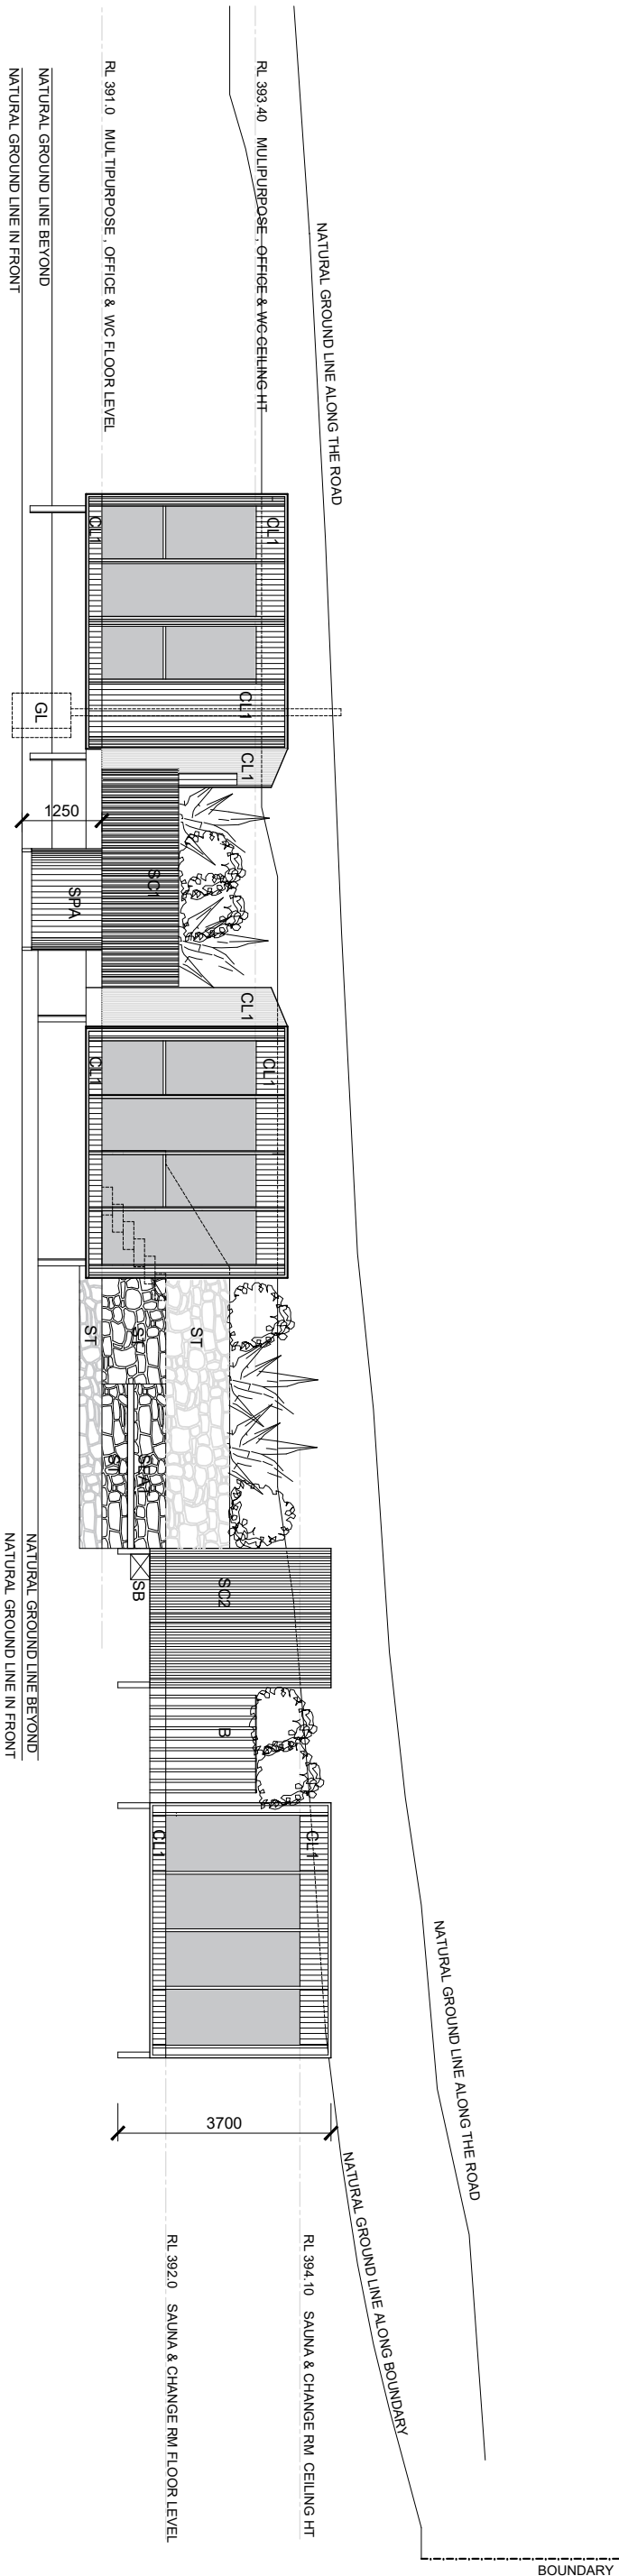 NATURAL GROUND LINE ALONG THE ROAD
RL 393.40 MULIPURPOSE , OFFICE & WC CEILING HT
RL 391.0 MULTIPURPOSE , OFFICE & WC FLOOR LEVEL
NATURAL GROUND LINE BEYOND
NATURAL GROUND LINE IN FRONT
CL1
CL1
CL1
GL
CL1
1250
SC1
SPA
CL1
CL1
CL1
ST
ST
ST
ST
SPA
SB
SC2
B
CL1
CL1
NATURAL GROUND LINE BEYOND
NATURAL GROUND LINE IN FRONT
3700
NATURAL GROUND LINE ALONG THE ROAD
NATURAL GROUND LINE ALONG BOUNDARY
RL 394.10 SAUNA & CHANGE RM CEILING HT
RL 392.0 SAUNA & CHANGE RM FLOOR LEVEL
BOUNDARY